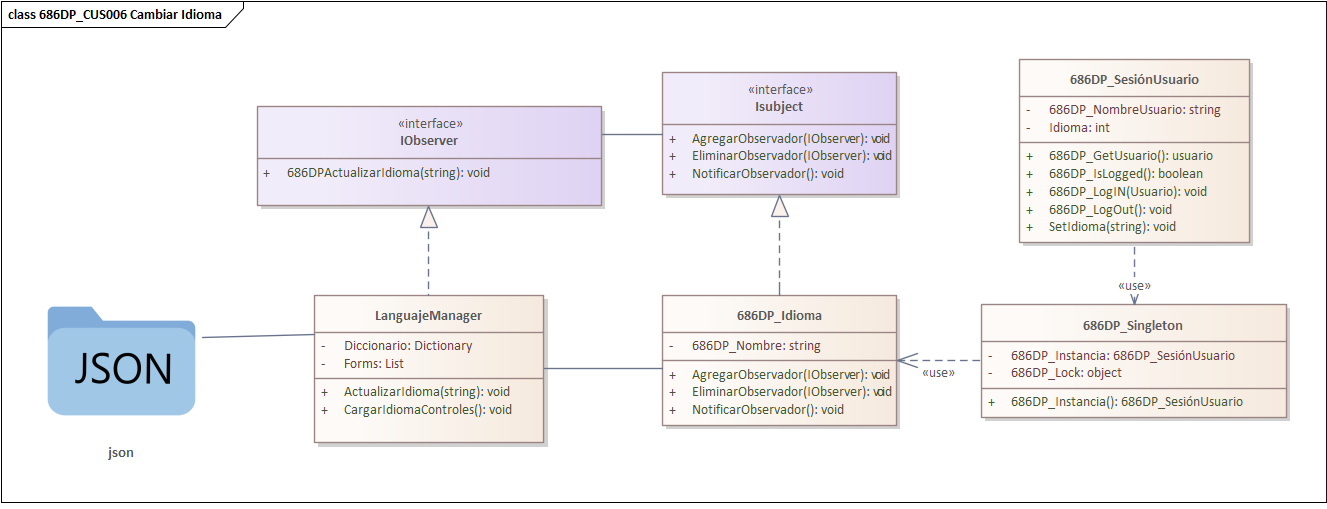 class 686DP_CUS006 Cambiar Idioma
«interface»
IObserver
+ 686DPActualizarIdioma(string): void
«interface»
Isubject
+ AgregarObservador(IObserver): void
+ EliminarObservador(IObserver): void
+ NotificarObservador(): void
686DP_SesiónUsuario
- 686DP_NombreUsuario: string
- Idioma: int
+ 686DP_GetUsuario(): usuario
+ 686DP_IsLogged(): boolean
+ 686DP_LogIN(Usuario): void
+ 686DP_LogOut(): void
+ SetIdioma(string): void
«use»
JSON
json
LanguajeManager
- Diccionario: Dictionary
- Forms: List
+ ActualizarIdioma(string): void
+ CargarIdiomaControles(): void
686DP_Idioma
- 686DP_Nombre: string
+ AgregarObservador(IObserver): void
+ EliminarObservador(IObserver): void
+ NotificarObservador(): void
«use»
686DP_Singleton
- 686DP_Instancia: 686DP_SesiónUsuario
- 686DP_Lock: object
+ 686DP_Instancia(): 686DP_SesiónUsuario